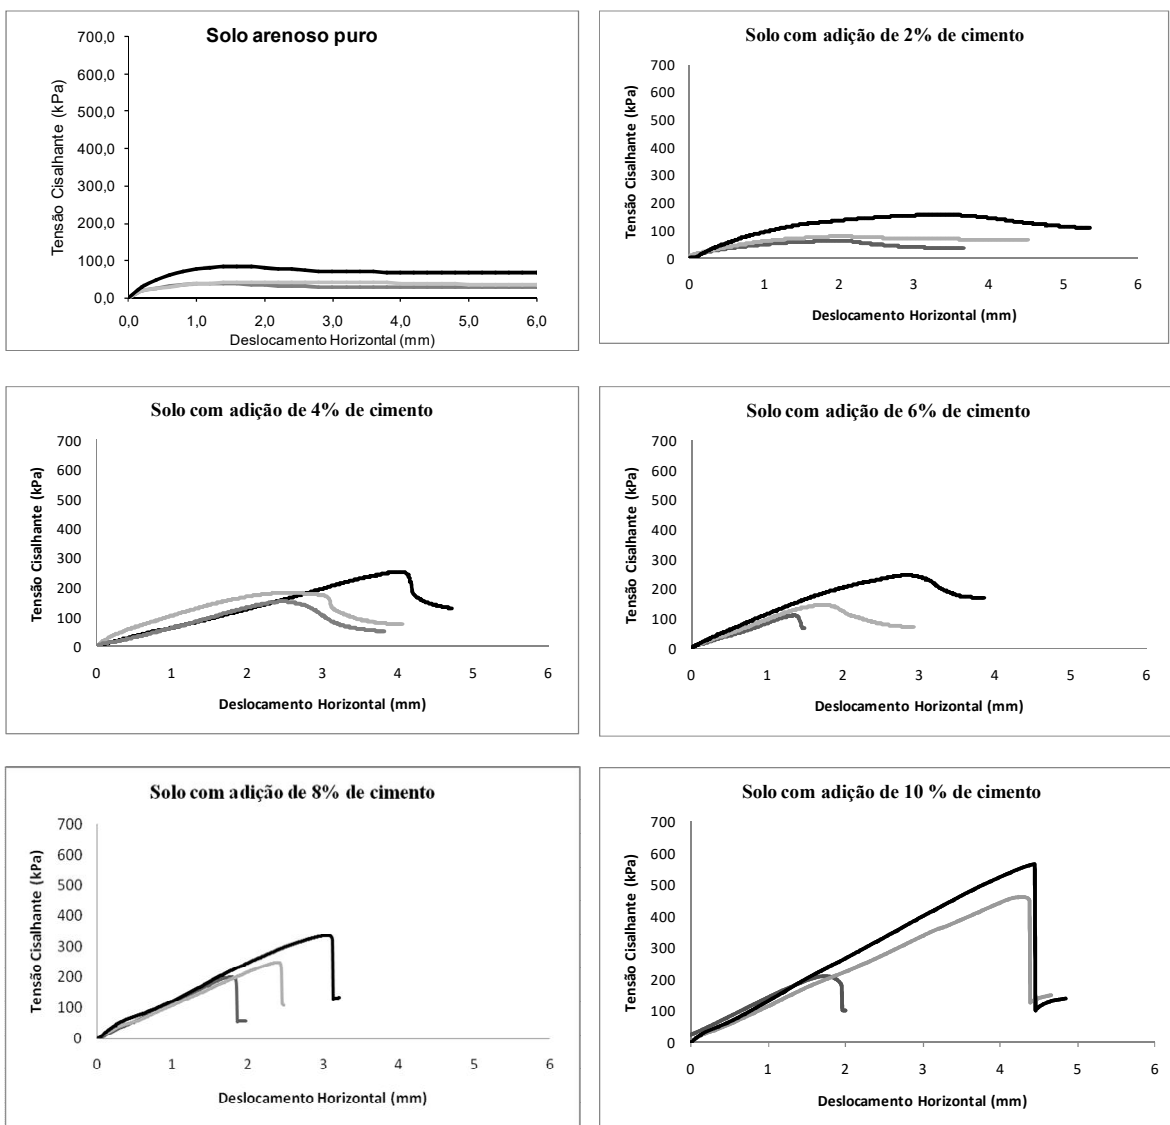 Solo arenoso puro
Tensão Cisalhante (kPa)
700,0
600,0
500,0
400,0
300,0
200,0
100,0
0,0
0,0 1,0 2,0 3,0 4,0 5,0 6,0
Deslocamento Horizontal (mm)
Solo com adição de 2% de cimento
Tensão Cisalhante (kPa)
700
600
500
400
300
200
100
0
0 1 2 3 4 5 6
Deslocamento Horizontal (mm)
Solo com adição de 4% de cimento
Tensão Cisalhante (kPa)
700
600
500
400
300
200
100
0
0 1 2 3 4 5 6
Deslocamento Horizontal (mm)
Solo com adição de 6% de cimento
Tensão Cisalhante (kPa)
700
600
500
400
300
200
100
0
0 1 2 3 4 5 6
Deslocamento Horizontal (mm)
Solo com adição de 8% de cimento
Tensão Cisalhante (kPa)
700
600
500
400
300
200
100
0
0 1 2 3 4 5 6
Deslocamento Horizontal (mm)
Solo com adição de 10 % de cimento
Tensão Cisalhante (kPa)
700
600
500
400
300
200
100
0
0 1 2 3 4 5 6
Deslocamento Horizontal (mm)